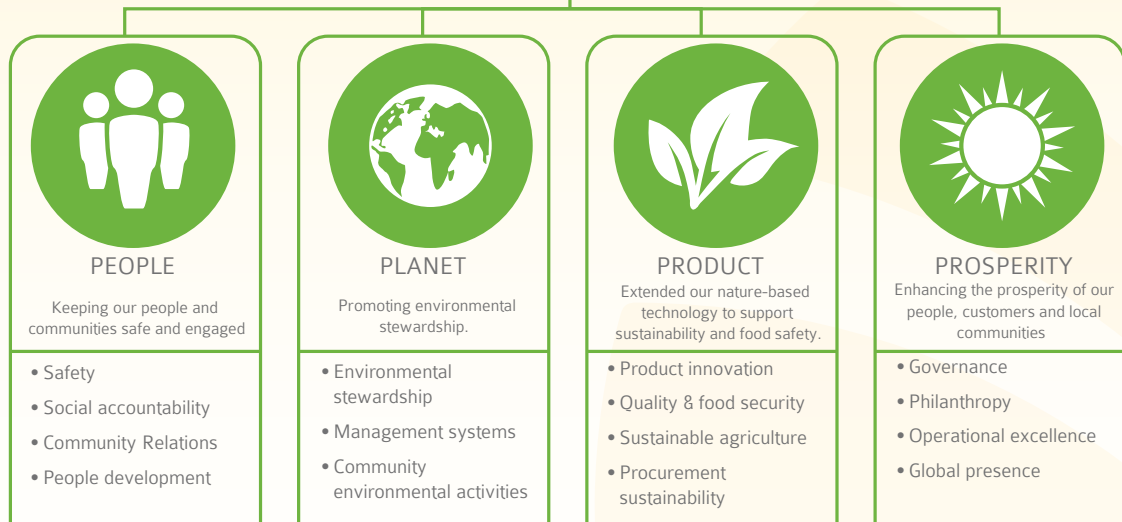 PEOPLE
Keeping our people and
communities safe and engaged
• Safety
• Social accountability
• Community Relations
• People development
PLANET
Promoting environmental
stewardship.
• Environmental
stewardship
• Management systems
• Community
environmental activities
PRODUCT
Extended our nature-based
technology to support
sustainability and food safety.
• Product innovation
• Quality & food security
• Sustainable agriculture
• Procurement
sustainability
PROSPERITY
Enhancing the prosperity of our
people, customers and local
communities
• Governance
• Philanthropy
• Operational excellence
• Global presence